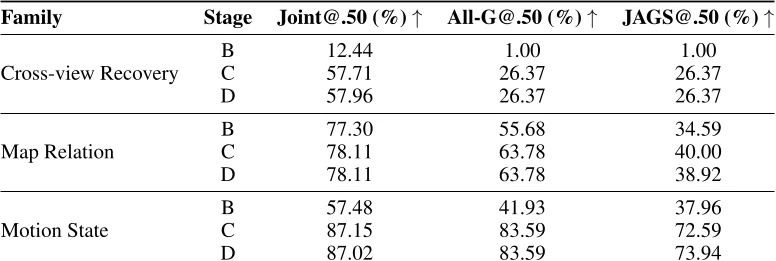 Family Stage Joint@.50 (%) ↑ All-G@.50 (%) ↑ JAGS@.50 (%) ↑
B 12.44 1.00 1.00
Cross-view Recovery C 57.71 26.37 26.37
D 57.96 26.37 26.37
B 77.30 55.68 34.59
Map Relation C 78.11 63.78 40.00
D 78.11 63.78 38.92
B 57.48 41.93 37.96
Motion State C 87.15 83.59 72.59
D 87.02 83.59 73.94